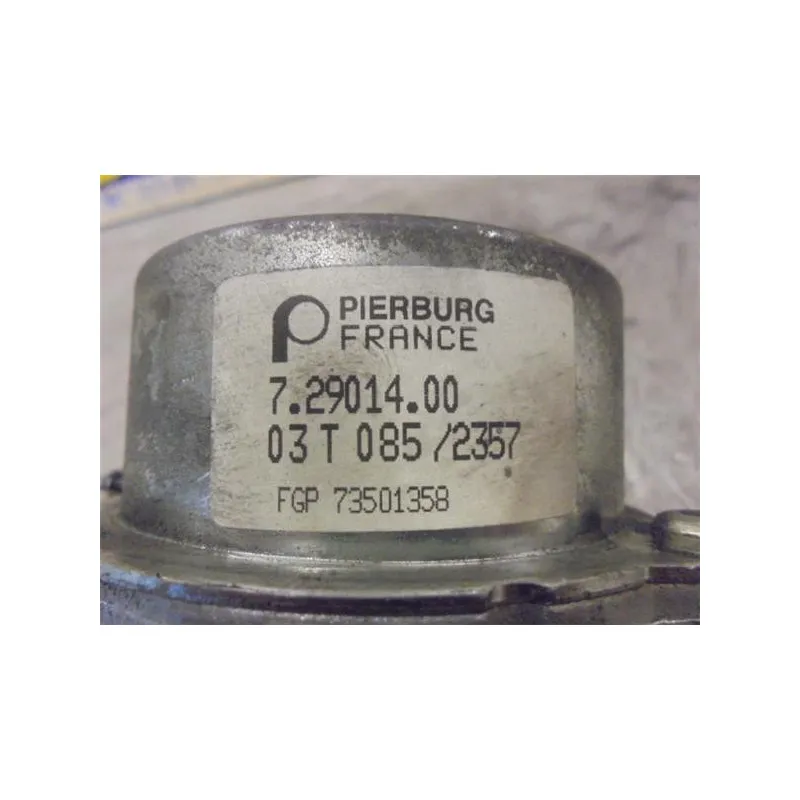 PIERBURG
FRANCE
7.29014.00
03 T 085 /2357
FGP 73501358